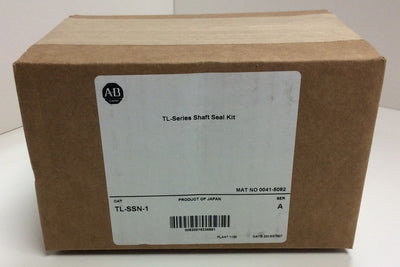 AB
TL-Series Shaft Seal Kit
MAT NO 0041-5092
CAT PRODUCT OF JAPAN SER
TL-SSN-1 A